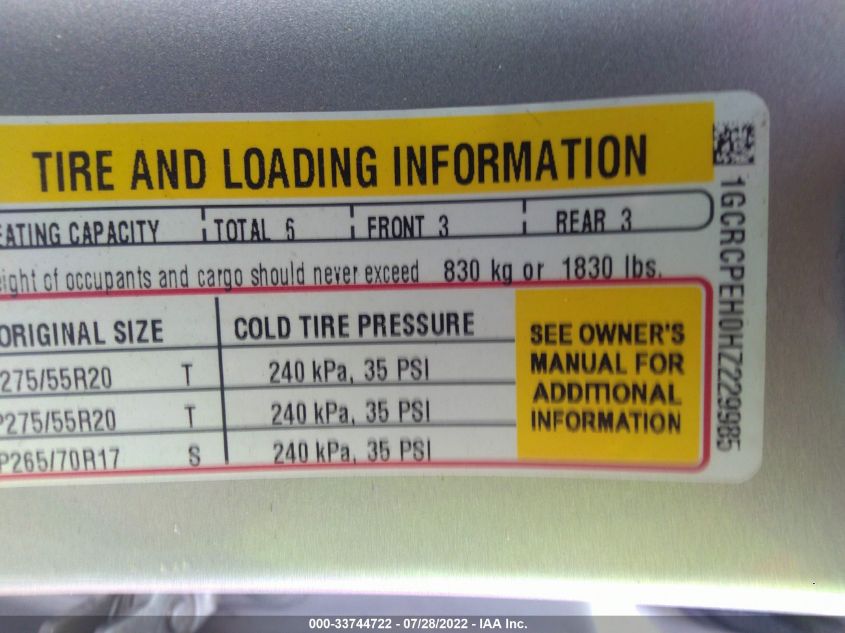 TIRE AND LOADING INFORMATION
EATING CAPACITY TOTAL 6 FRONT 3 REAR 3
eight of occupants and cargo should never exceed 830 kg or 1830 lbs.
ORIGINAL SIZE COLD TIRE PRESSURE
275/55R20 T 240 kPa, 35 PSI
P275/55R20 T 240 kPa, 35 PSI
P265/70R17 S 240 kPa, 35 PSI
SEE OWNER'S
MANUAL FOR
ADDITIONAL
INFORMATION
1GCRCPEH0HZ229985
000-33744722 - 07/28/2022 - IAA Inc.